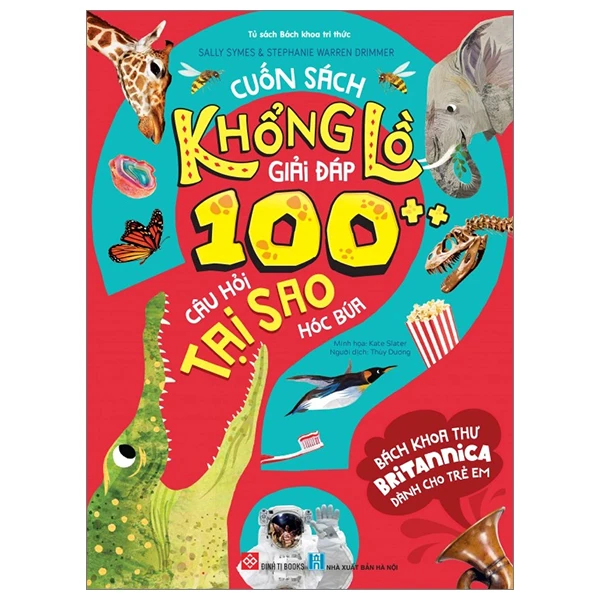 Tủ sách Bách khoa tri thức
SALLY SYMES & STEPHANIE WARREN DRIMMER
CUỐN SÁCH
KHỔNG LỒ
GIẢI ĐÁP
100++
CÂU HỎI
TẠI SAO
HÓC BÚA
Minh họa: Kate Slater
Người dịch: Thùy Dương
BÁCH KHOA THƯ
BRITANNICA
DÀNH CHO TRẺ EM
ĐINH TỊ BOOKS
NHÀ XUẤT BẢN HÀ NỘI